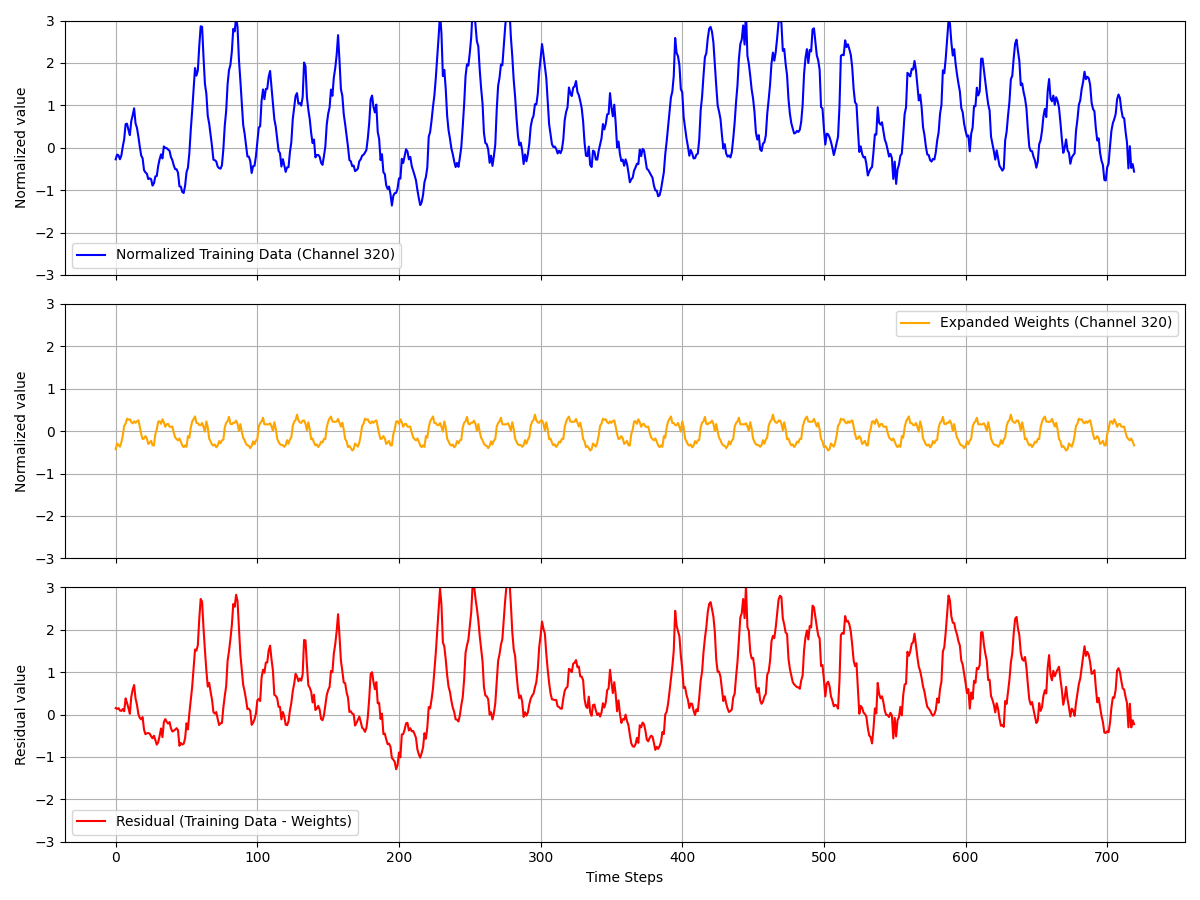 3
2
1
0
−1
−2
−3
Normalized value
Normalized Training Data (Channel 320)
3
2
1
0
−1
−2
−3
Normalized value
Expanded Weights (Channel 320)
3
2
1
0
−1
−2
−3
Residual value
Residual (Training Data - Weights)
0 100 200 300 400 500 600 700
Time Steps